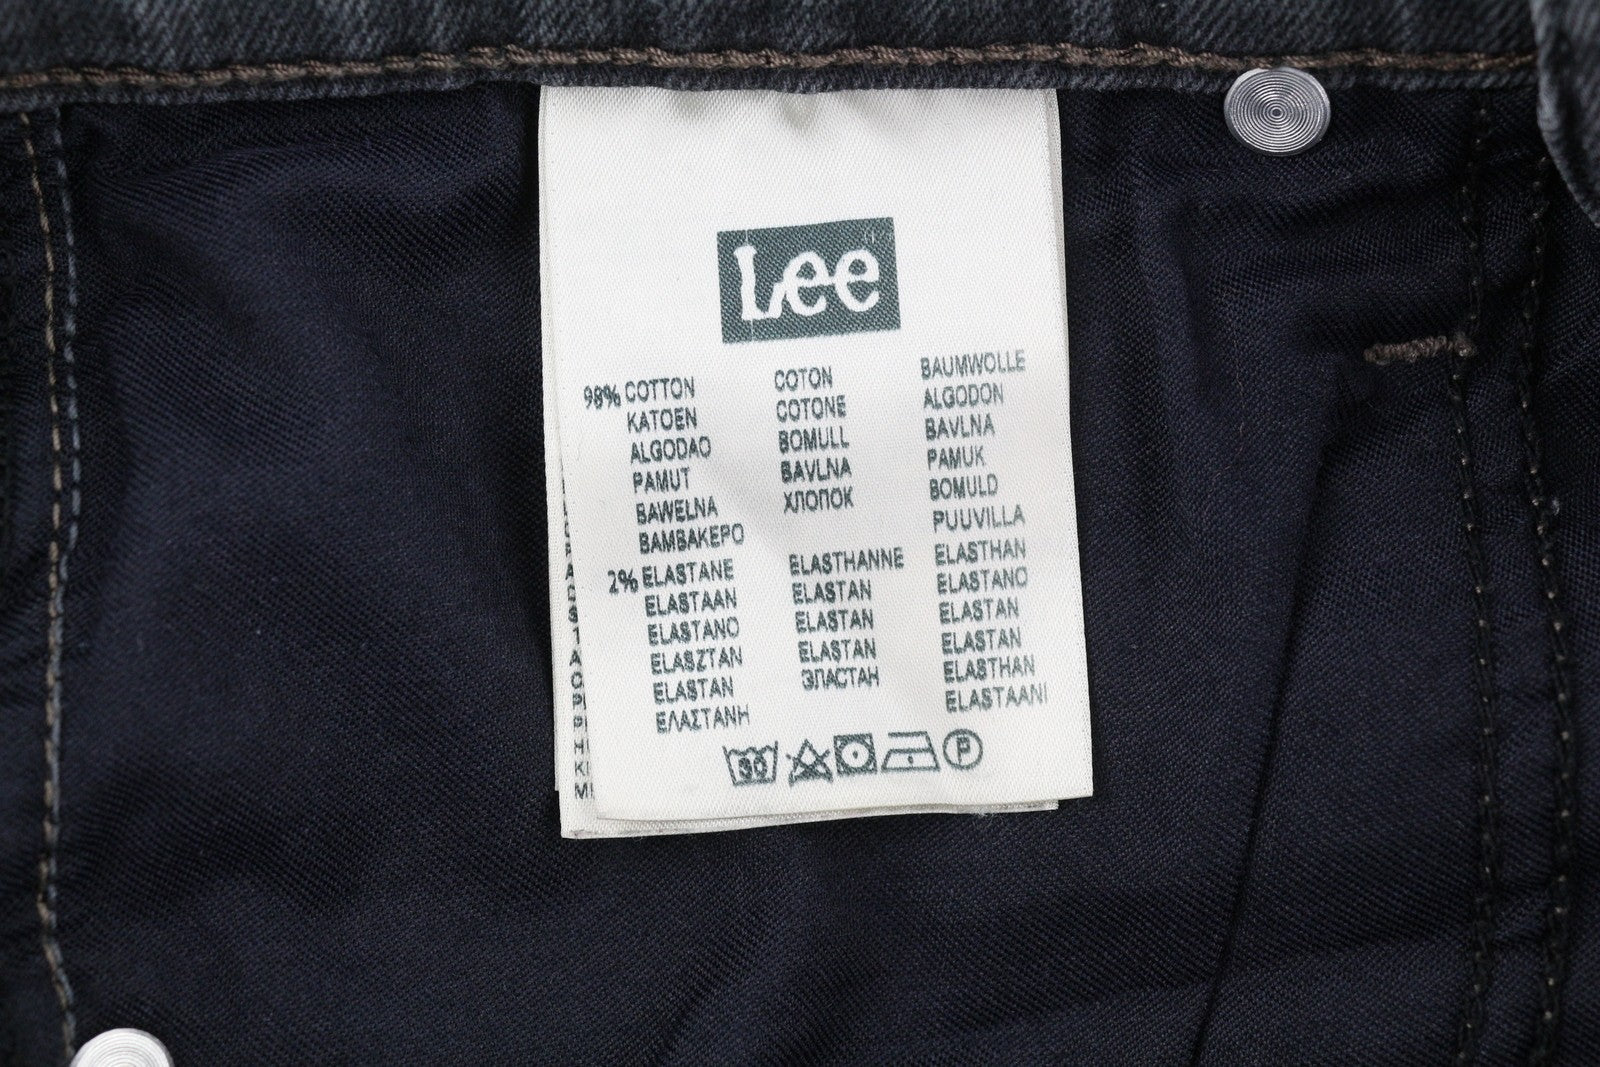 Lee
98% COTTON COTON BAUMWOLLE
KATOEN COTONE ALGODON
ALGODAO BOMULL BAVLNA
PAMUT BAVLNA PAMUK
BAWELNA ХЛОПОК BOMULD
ΒΑΜΒΑΚΕΡΟ PUUVILLA
2% ELASTANE ELASTHANNE ELASTHAN
ELASTAAN ELASTAN ELASTANO
ELASTANO ELASTAN ELASTAN
ELASZTAN ELASTAN ELASTAN
ELASTAN ЭЛАСТАН ELASTHAN
ΕΛΑΣΤΑΝΗ ELASTAANI
30 P